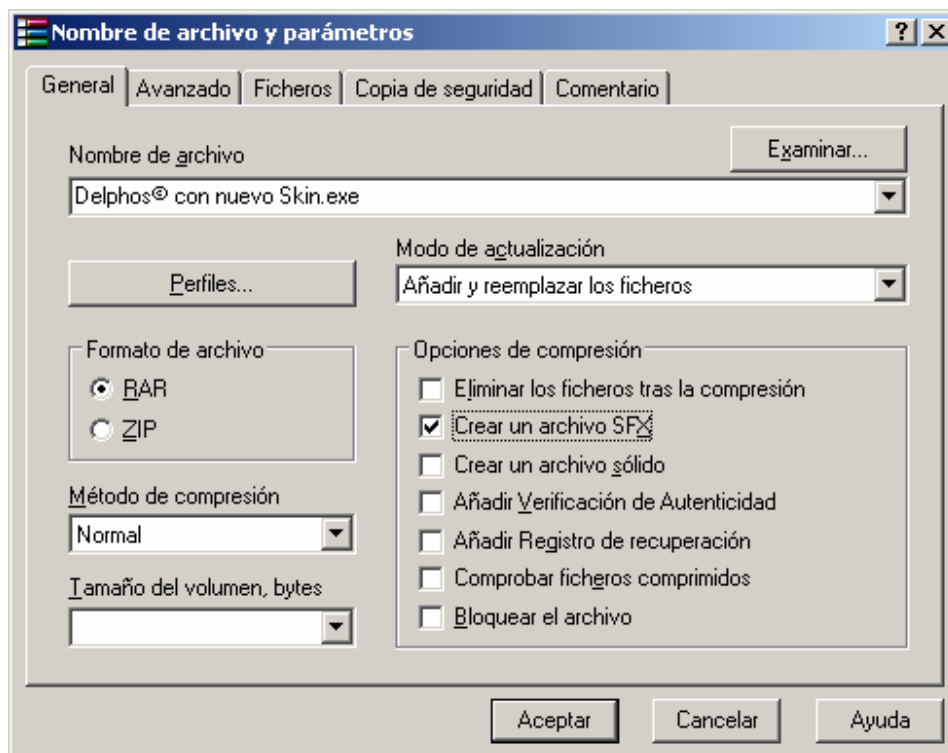 Nombre de archivo y parámetros
General Avanzado Ficheros Copia de seguridad Comentario
Nombre de archivo
Examinar...
Delphos© con nuevo Skin.exe
Perfiles...
Modo de actualización
Añadir y reemplazar los ficheros
Formato de archivo
RAR
ZIP
Método de compresión
Normal
Tamaño del volumen, bytes
Opciones de compresión
Eliminar los ficheros tras la compresión
Crear un archivo SFX
Crear un archivo sólido
Añadir Verificación de Autenticidad
Añadir Registro de recuperación
Comprobar ficheros comprimidos
Bloquear el archivo
Aceptar Cancelar Ayuda